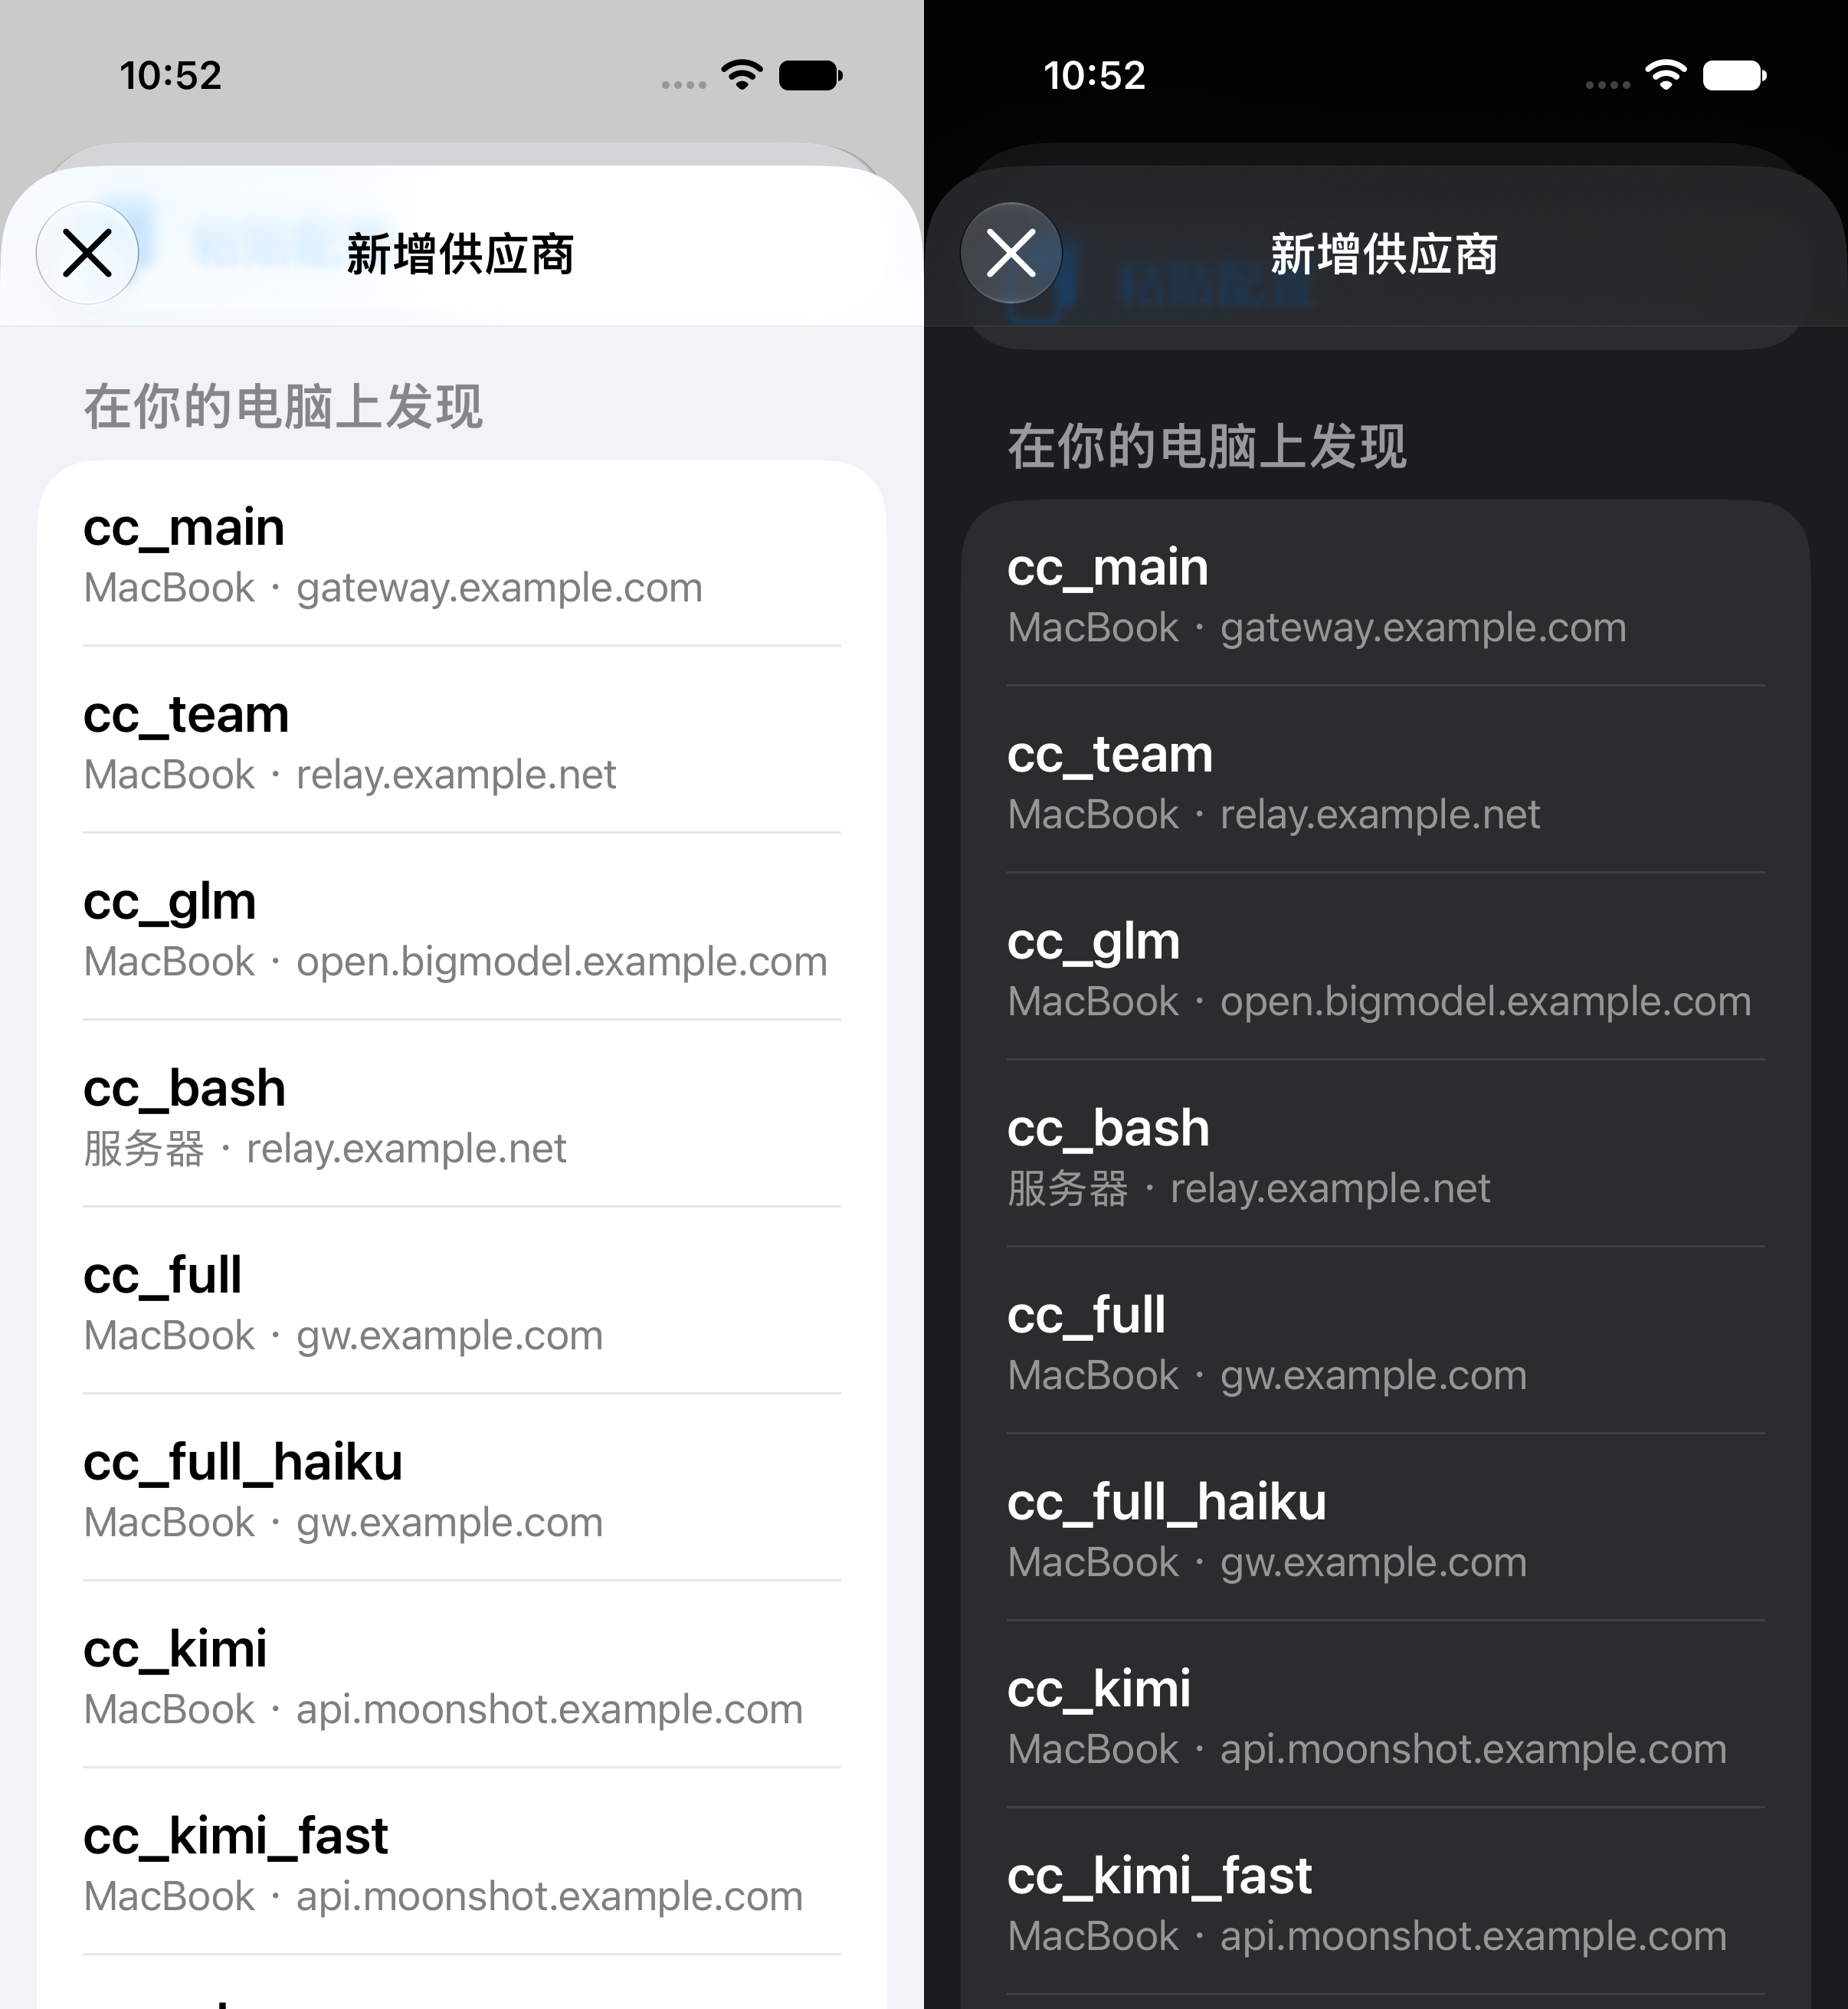 10:52
新增供应商
在你的电脑上发现
cc_main
MacBook · gateway.example.com
cc_team
MacBook · relay.example.net
cc_glm
MacBook · open.bigmodel.example.com
cc_bash
服务器 · relay.example.net
cc_full
MacBook · gw.example.com
cc_full_haiku
MacBook · gw.example.com
cc_kimi
MacBook · api.moonshot.example.com
cc_kimi_fast
MacBook · api.moonshot.example.com
10:52
新增供应商
粘贴配置
在你的电脑上发现
cc_main
MacBook · gateway.example.com
cc_team
MacBook · relay.example.net
cc_glm
MacBook · open.bigmodel.example.com
cc_bash
服务器 · relay.example.net
cc_full
MacBook · gw.example.com
cc_full_haiku
MacBook · gw.example.com
cc_kimi
MacBook · api.moonshot.example.com
cc_kimi_fast
MacBook · api.moonshot.example.com